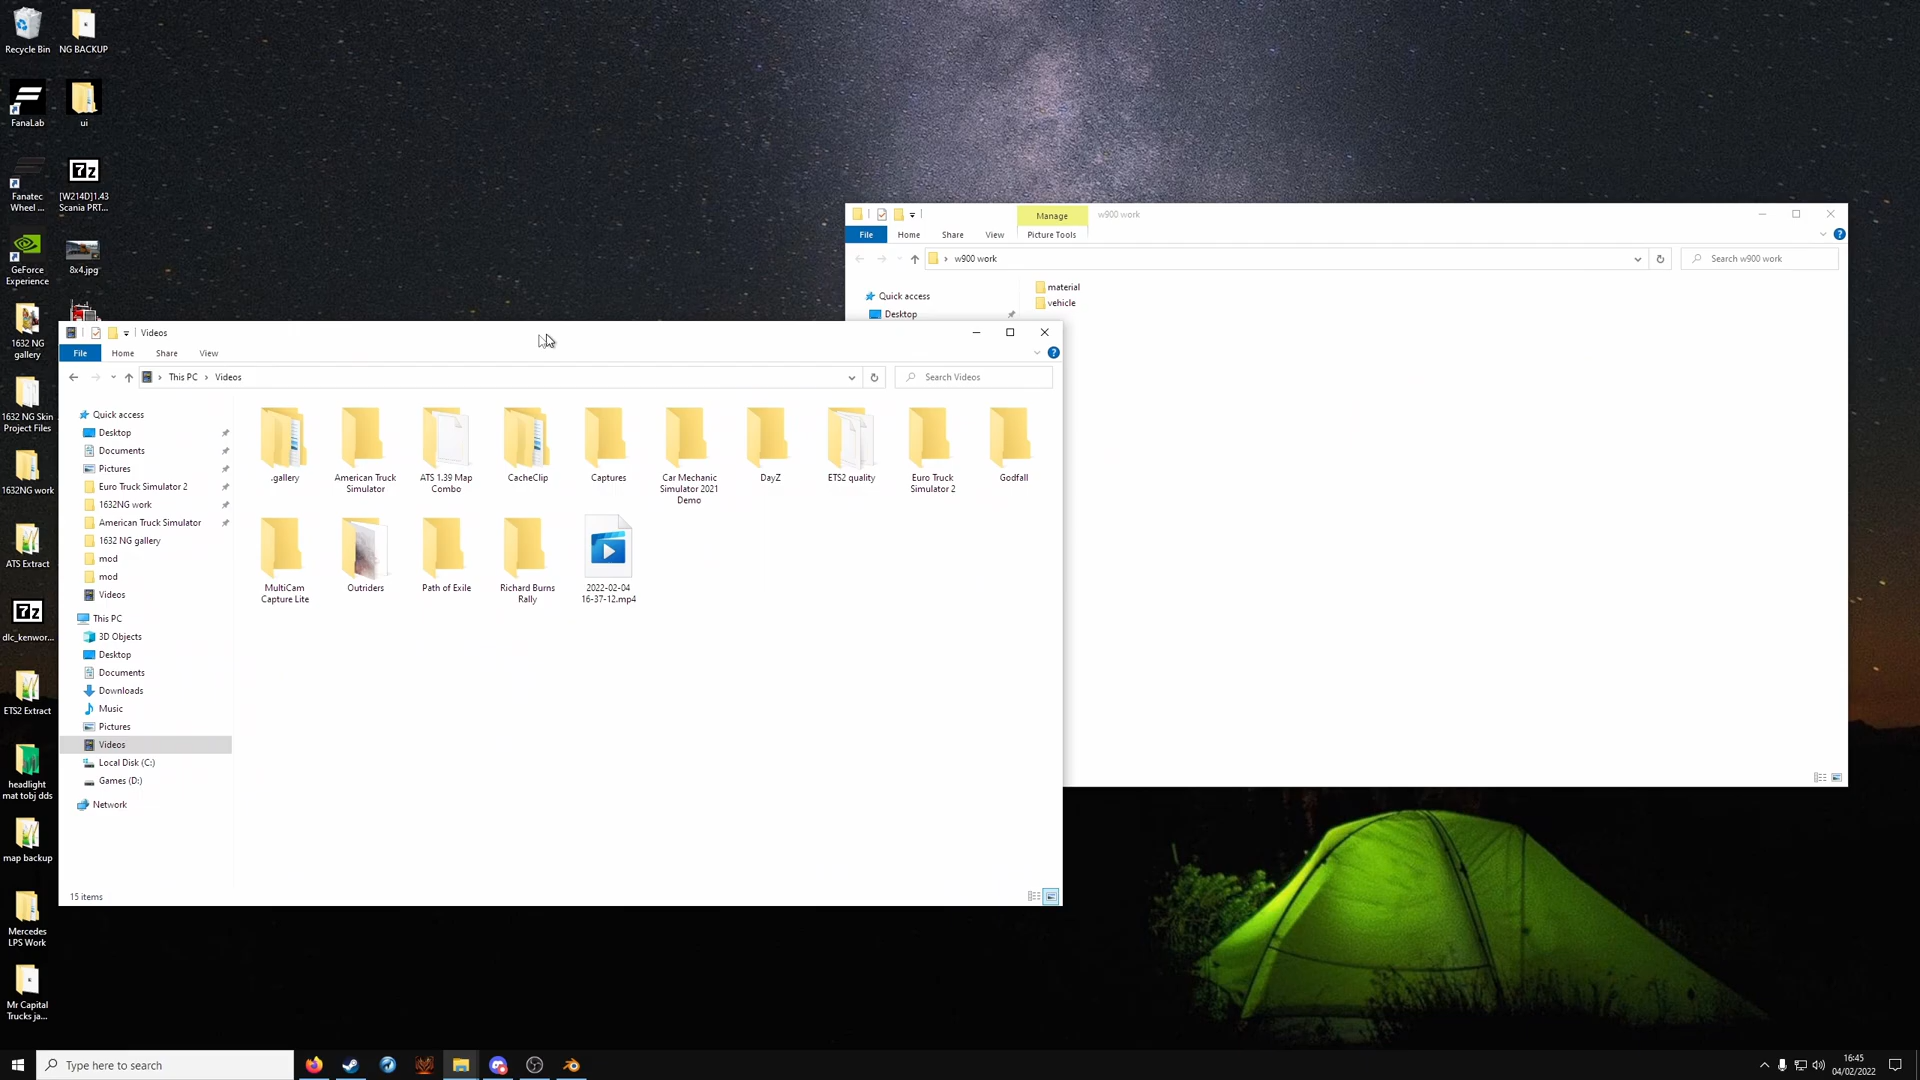 Recycle Bin
NG BACKUP
FanaLab
ui
Fanatec
Wheel ...
7z
[W214D]1.43
Scania PRT...
GeForce
Experience
8x4.jpg
1632 NG
gallery
1632 NG Skin
Project Files
1632NG work
ATS Extract
7z
dlc_kenwor...
ETS2 Extract
headlight
mat tobj dds
map backup
Mercedes
LPS Work
Mr Capital
Trucks ja...
Manage
w900 work
File
Home
Share
View
Picture Tools
w900 work
Search w900 work
Quick access
Desktop
material
vehicle
Videos
File
Home
Share
View
This PC
Videos
Search Videos
Quick access
Desktop
Documents
Pictures
Euro Truck Simulator 2
1632NG work
American Truck Simulator
1632 NG gallery
mod
mod
Videos
This PC
3D Objects
Desktop
Documents
Downloads
Music
Pictures
Videos
Local Disk (C:)
Games (D:)
Network
.gallery
American Truck
Simulator
ATS 1.39 Map
Combo
CacheClip
Captures
Car Mechanic
Simulator 2021
Demo
DayZ
ETS2 quality
Euro Truck
Simulator 2
Godfall
MultiCam
Capture Lite
Outriders
Path of Exile
Richard Burns
Rally
2022-02-04
16-37-12.mp4
15 items
Type here to search
16:45
04/02/2022